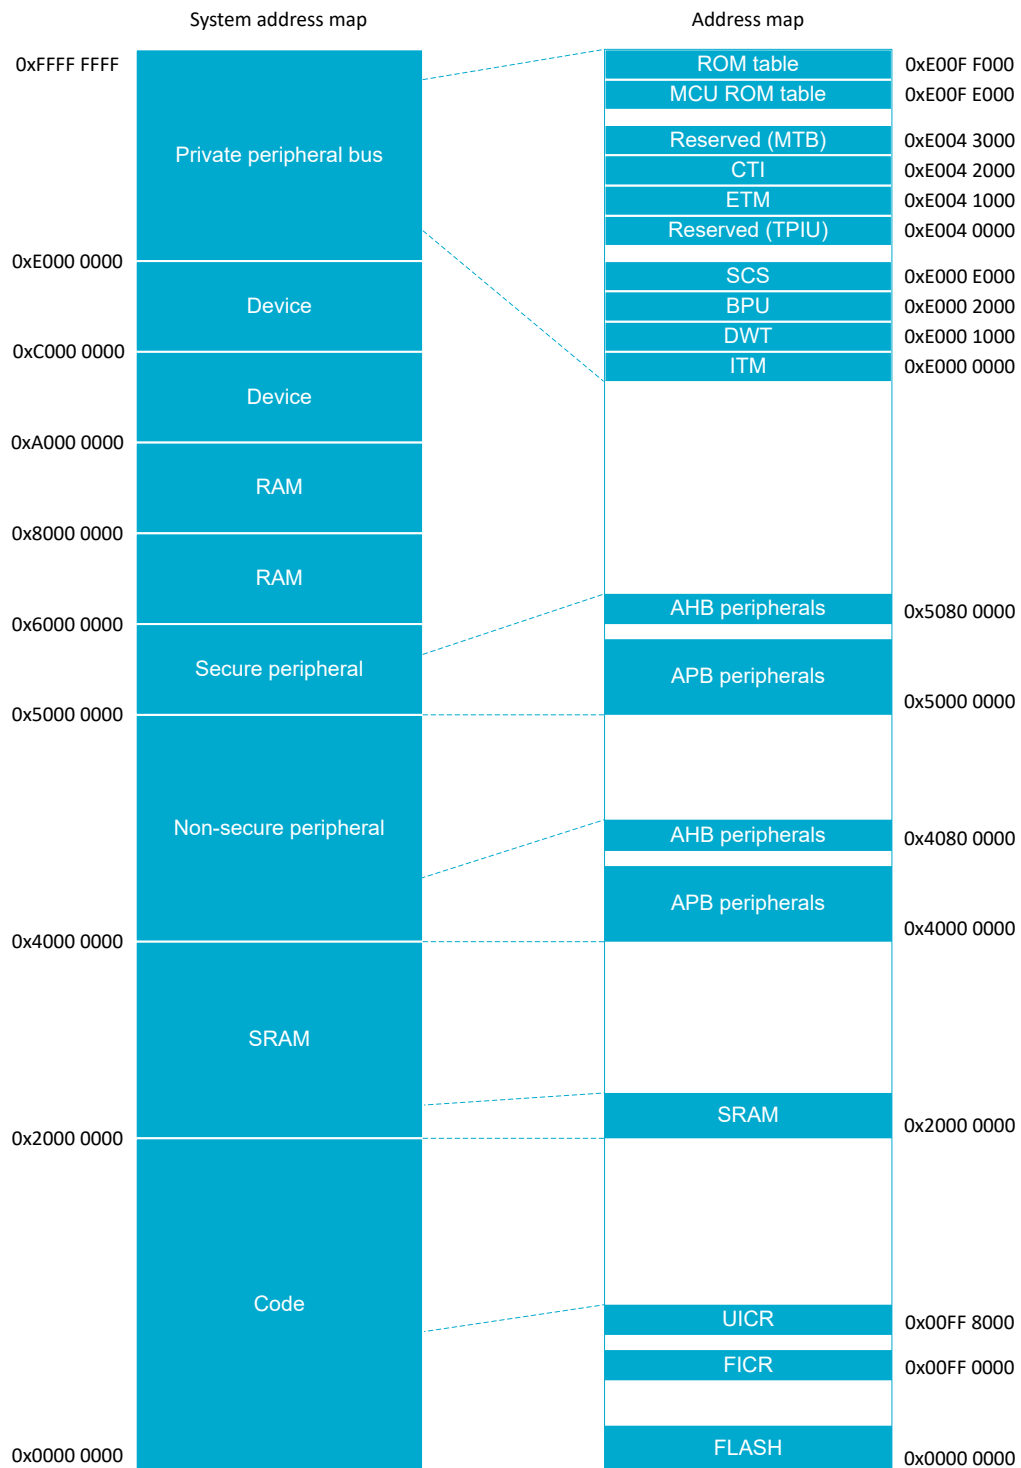 System address map
0xFFFF FFFF
Private peripheral bus
0xE000 0000
Device
0xC000 0000
Device
0xA000 0000
RAM
0x8000 0000
RAM
0x6000 0000
Secure peripheral
0x5000 0000
Non-secure peripheral
0x4000 0000
SRAM
0x2000 0000
Code
0x0000 0000
Address map
ROM table 0xE00F F000
MCU ROM table 0xE00F E000
Reserved (MTB) 0xE004 3000
CTI 0xE004 2000
ETM 0xE004 1000
Reserved (TPIU) 0xE004 0000
SCS 0xE000 E000
BPU 0xE000 2000
DWT 0xE000 1000
ITM 0xE000 0000
AHB peripherals 0x5080 0000
APB peripherals
0x5000 0000
AHB peripherals 0x4080 0000
APB peripherals
0x4000 0000
SRAM
0x2000 0000
UICR 0x00FF 8000
FICR 0x00FF 0000
FLASH 0x0000 0000